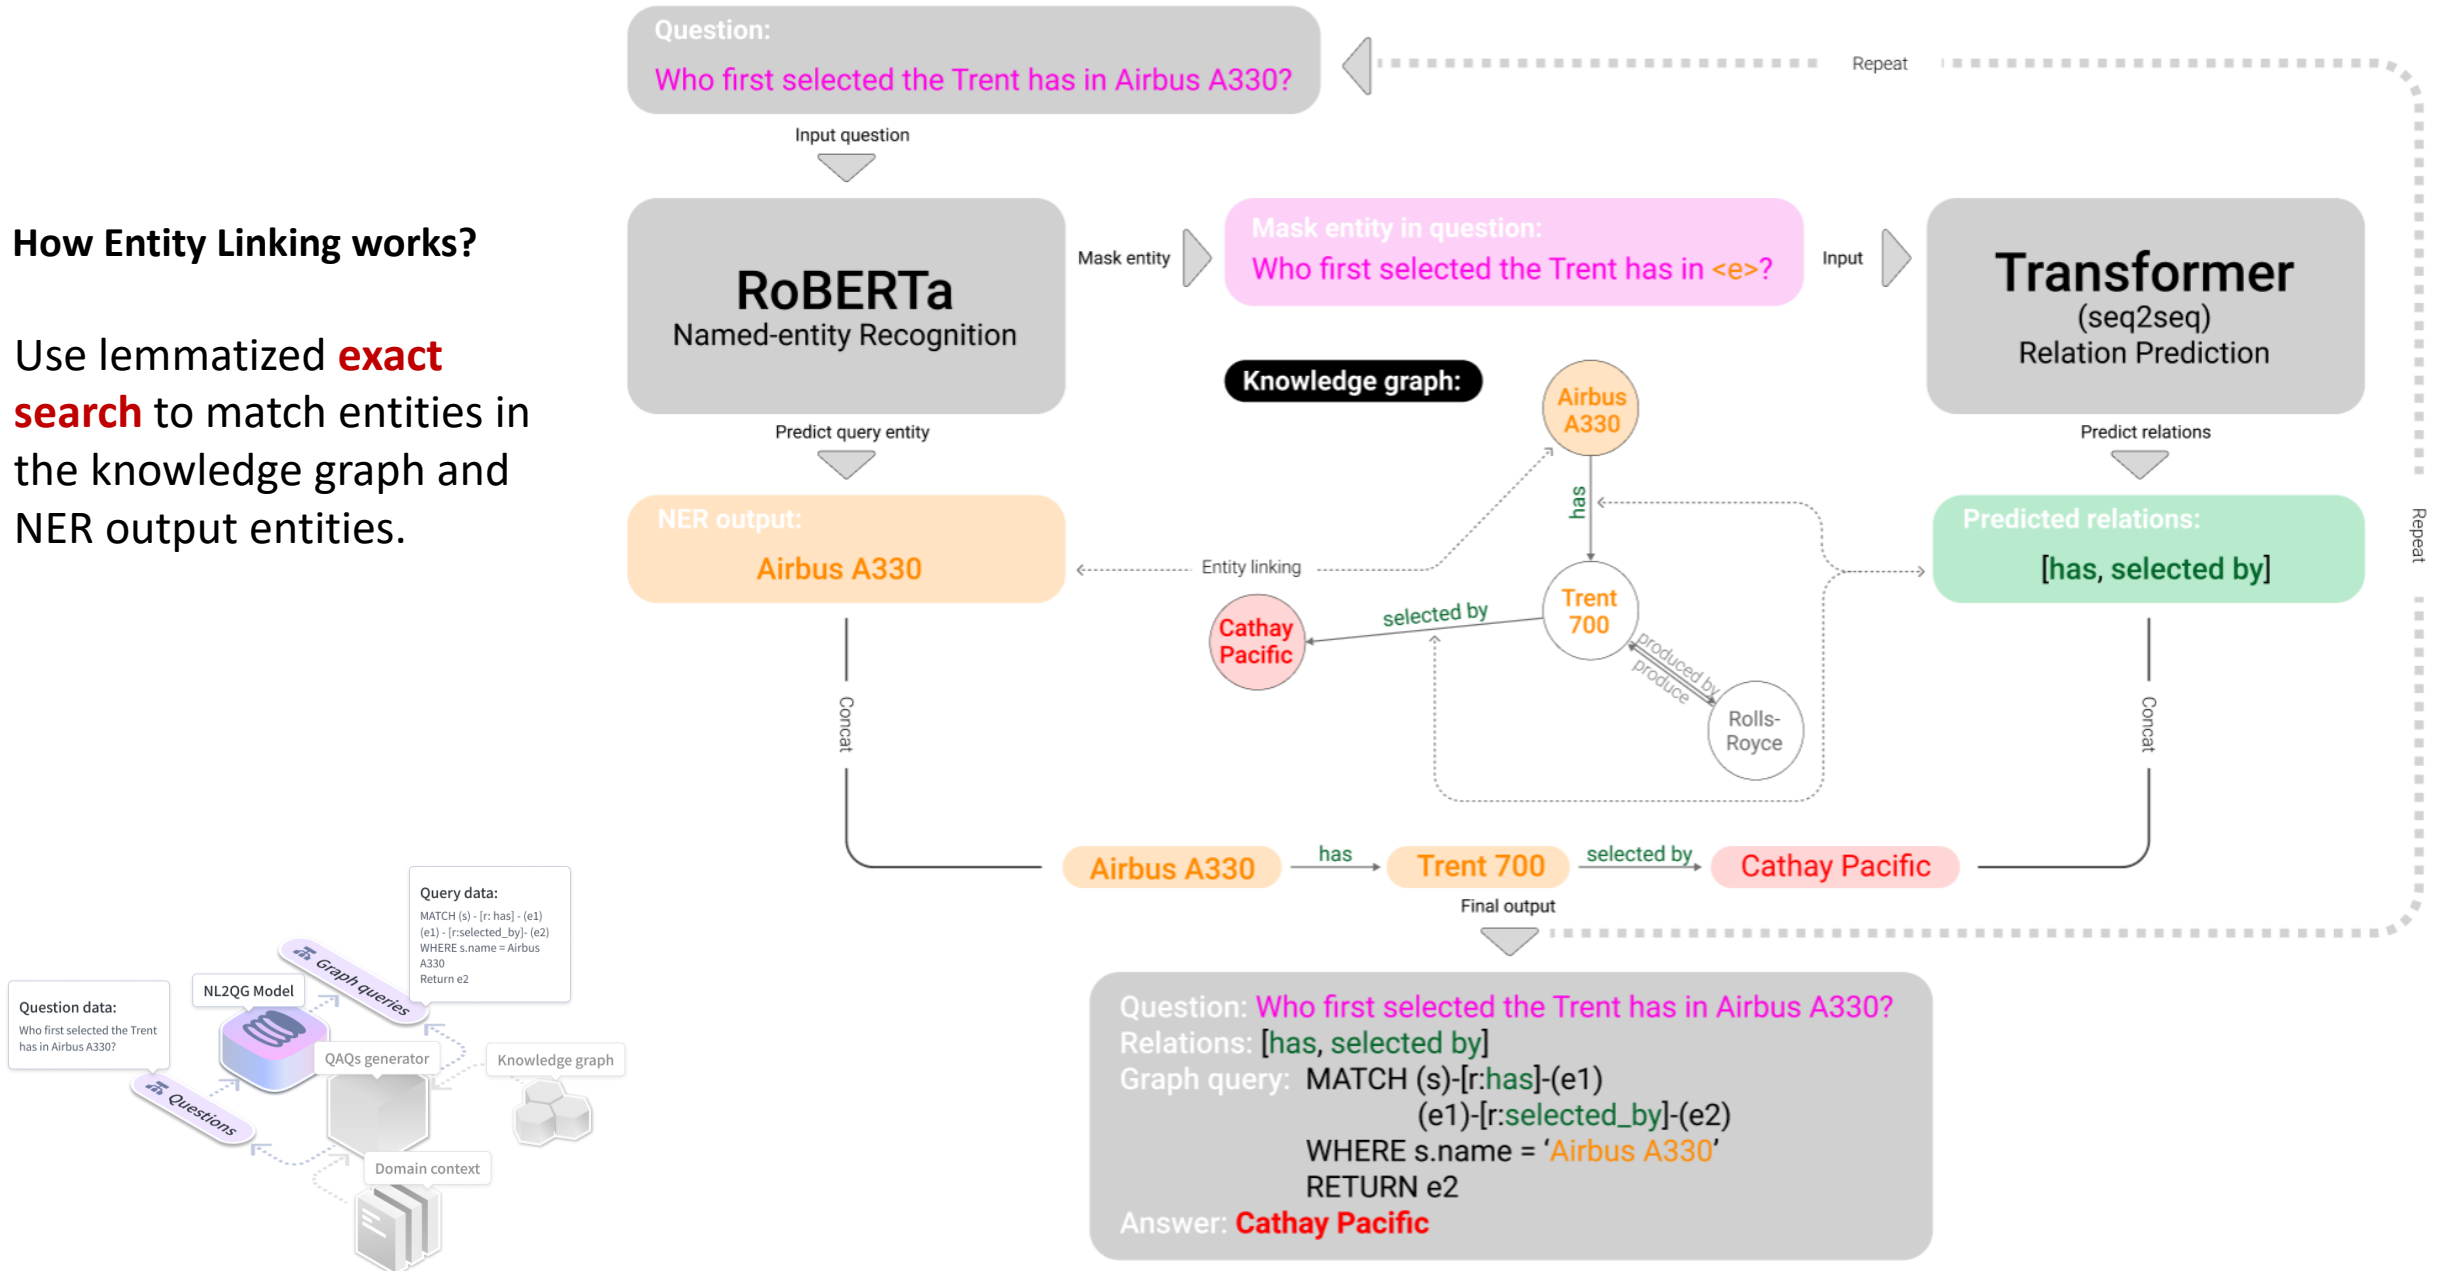 How Entity Linking works?
Use lemmatized exact
search to match entities in
the knowledge graph and
NER output entities.
Question:
Who first selected the Trent has in Airbus A330?
Repeat
Input question
RoBERTa
Named-entity Recognition
Mask entity
Mask entity in question:
Who first selected the Trent has in <e>?
Input
Transformer
(seq2seq)
Relation Prediction
Knowledge graph:
Airbus
A330
has
Trent
700
selected by
Cathay
Pacific
produced by
produce
Rolls-
Royce
Predict query entity
NER output:
Airbus A330
Entity linking
Predict relations
Predicted relations:
[has, selected by]
Repeat
Concat
Concat
Airbus A330
has
Trent 700
selected by
Cathay Pacific
Final output
Question: Who first selected the Trent has in Airbus A330?
Relations: [has, selected by]
Graph query: MATCH (s)-[r:has]-(e1)
(e1)-[r:selected_by]-(e2)
WHERE s.name = ‘Airbus A330’
RETURN e2
Answer: Cathay Pacific
Query data:
MATCH (s) - [r: has] - (e1)
(e1) - [r:selected_by]- (e2)
WHERE s.name = Airbus
A330
Return e2
Graph queries
NL2QG Model
Question data:
Who first selected the Trent
has in Airbus A330?
QAQs generator
Knowledge graph
Questions
Domain context